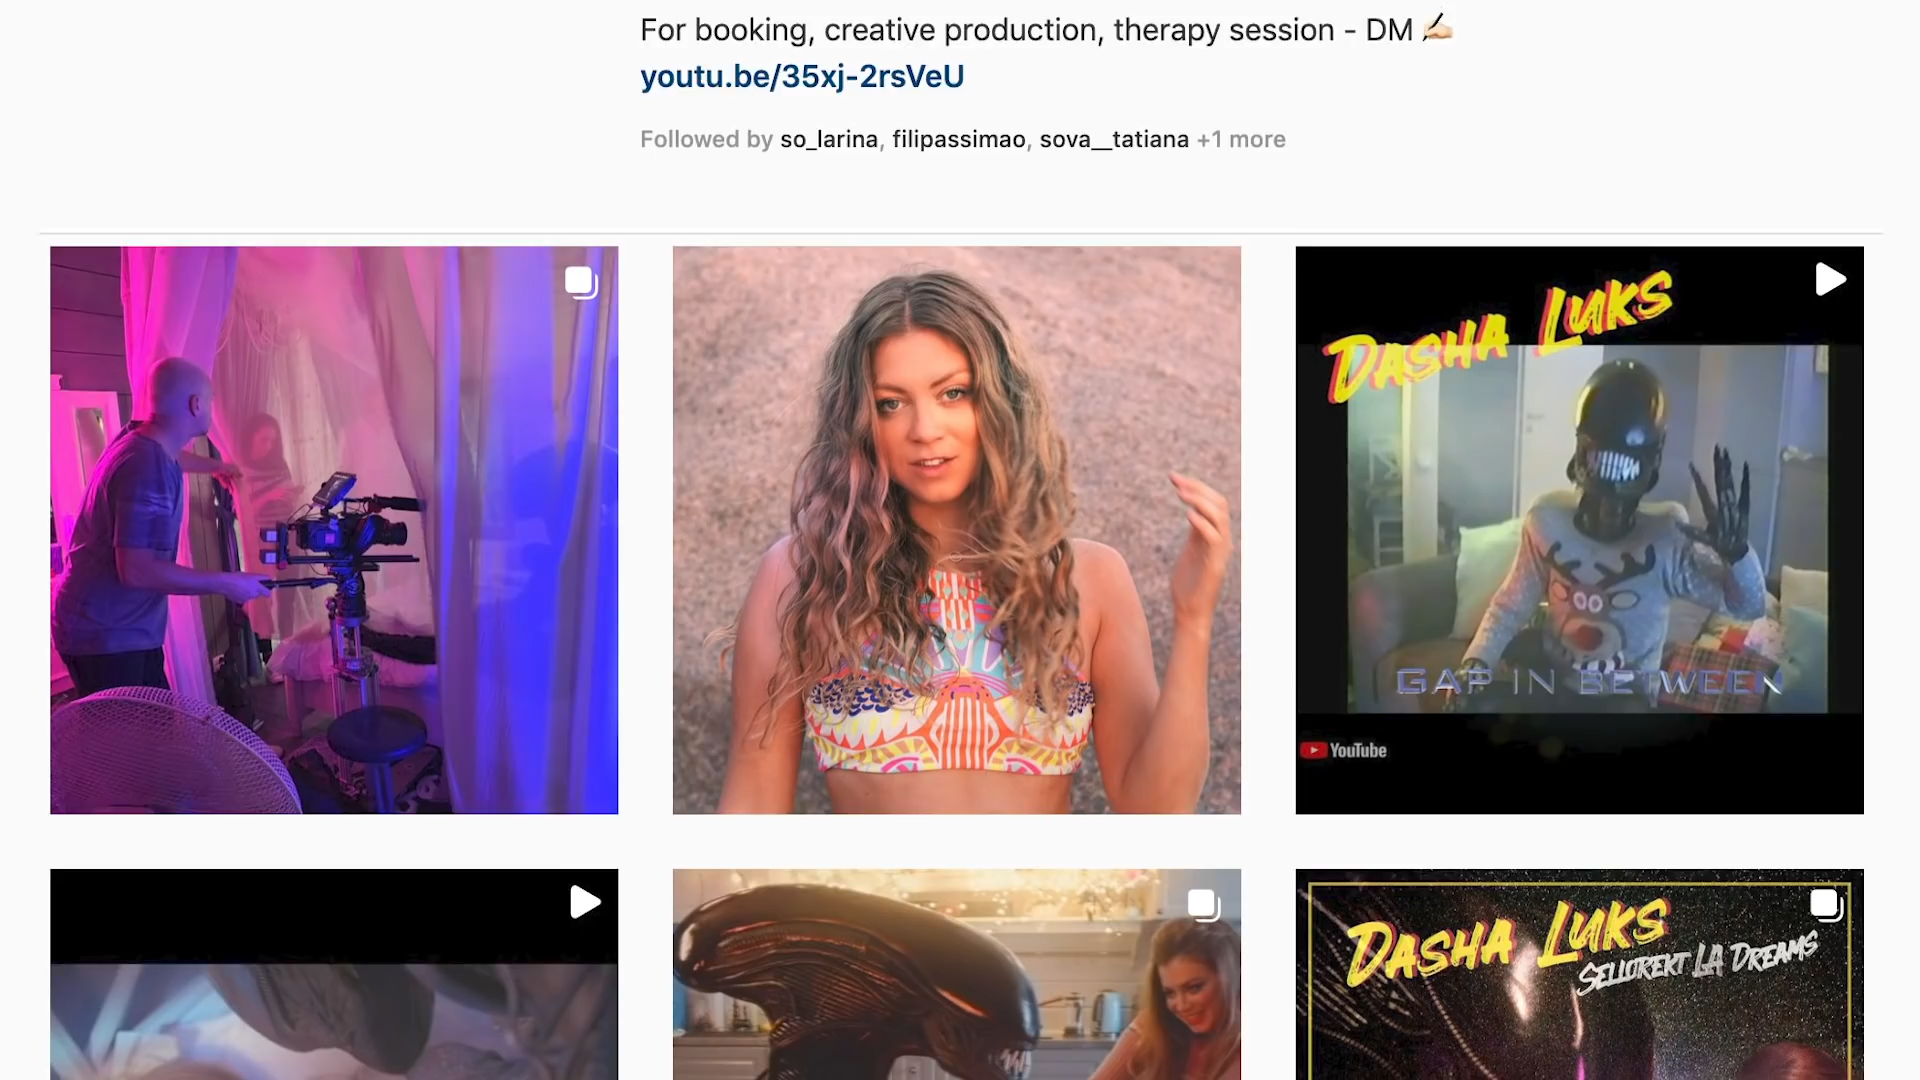 For booking, creative production, therapy session - DM ✍🏻
youtu.be/35xj-2rsVeU
Followed by so_larina, filipassimao, sova__tatiana +1 more
DASHA LUKS
GAP IN BETWEEN
YouTube
DASHA LUKS
SELLOREKT LA DREAMS